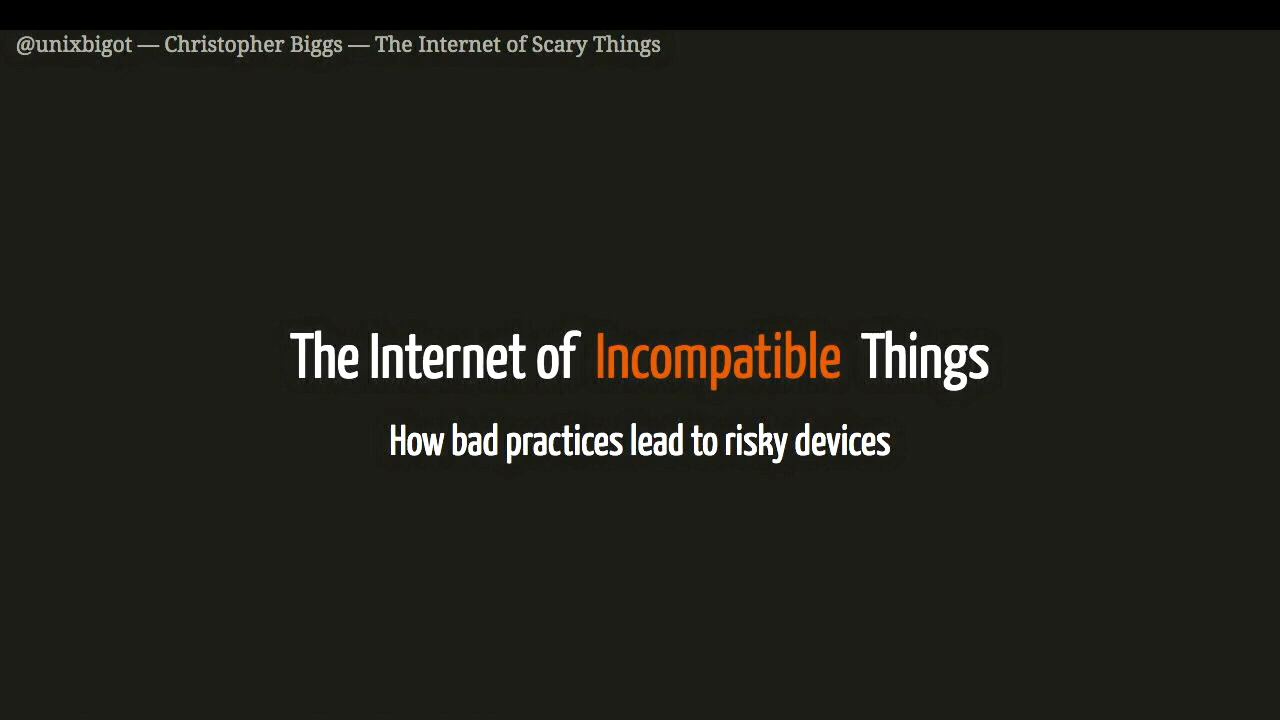 @unixbigot — Christopher Biggs — The Internet of Scary Things
The Internet of Incompatible Things
How bad practices lead to risky devices